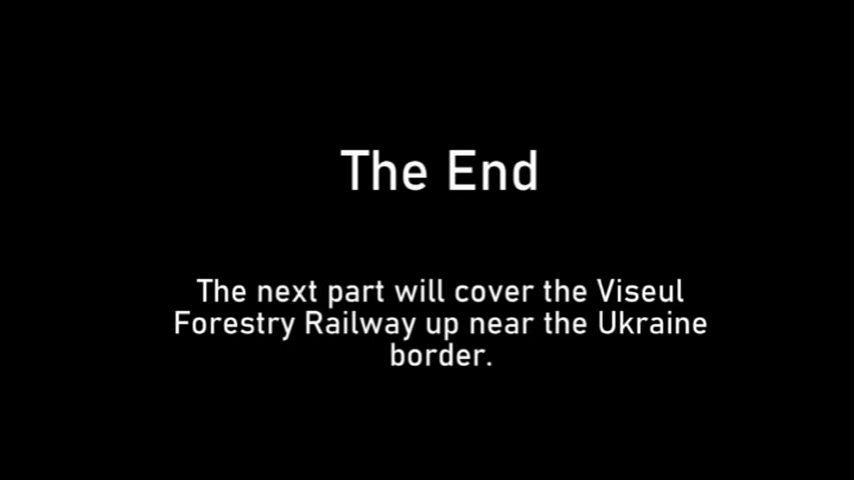 The End
The next part will cover the Viseul
Forestry Railway up near the Ukraine
border.